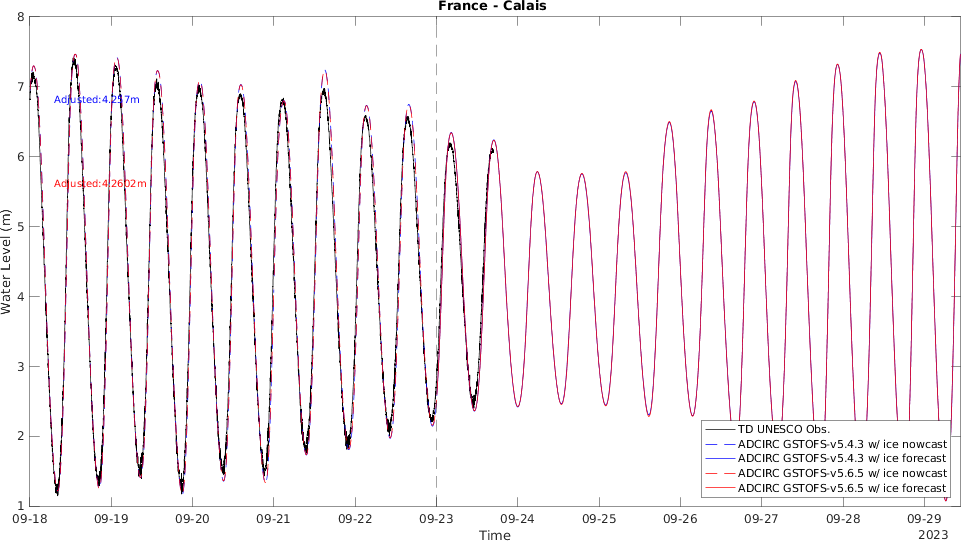 France - Calais
8
7
6
5
4
3
2
1
Water Level (m)
Adjusted:4.257m
Adjusted:4.2602m
TD UNESCO Obs.
ADCIRC GSTOFS-v5.4.3 w/ ice nowcast
ADCIRC GSTOFS-v5.4.3 w/ ice forecast
ADCIRC GSTOFS-v5.6.5 w/ ice nowcast
ADCIRC GSTOFS-v5.6.5 w/ ice forecast
09-18 09-19 09-20 09-21 09-22 09-23 09-24 09-25 09-26 09-27 09-28 09-29
Time
2023